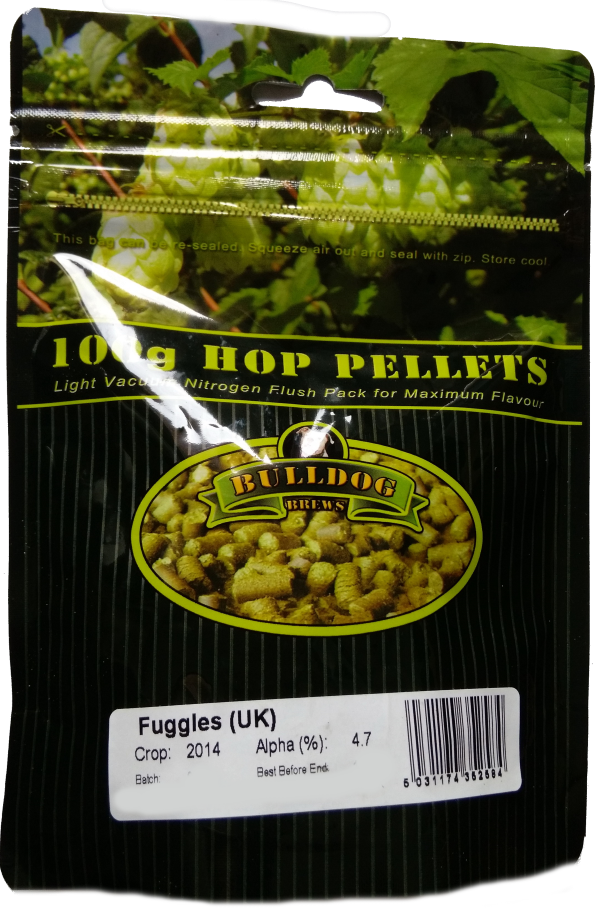 This bag can be re-sealed. Squeeze air out and seal with zip. Store cool.
100g HOP PELLETS
Light Vacuum, Nitrogen Flush Pack for Maximum Flavour
BULLDOG
BREWS
Fuggles (UK)
Crop: 2014 Alpha (%): 4.7
Batch: Best Before End:
5 031174 352584